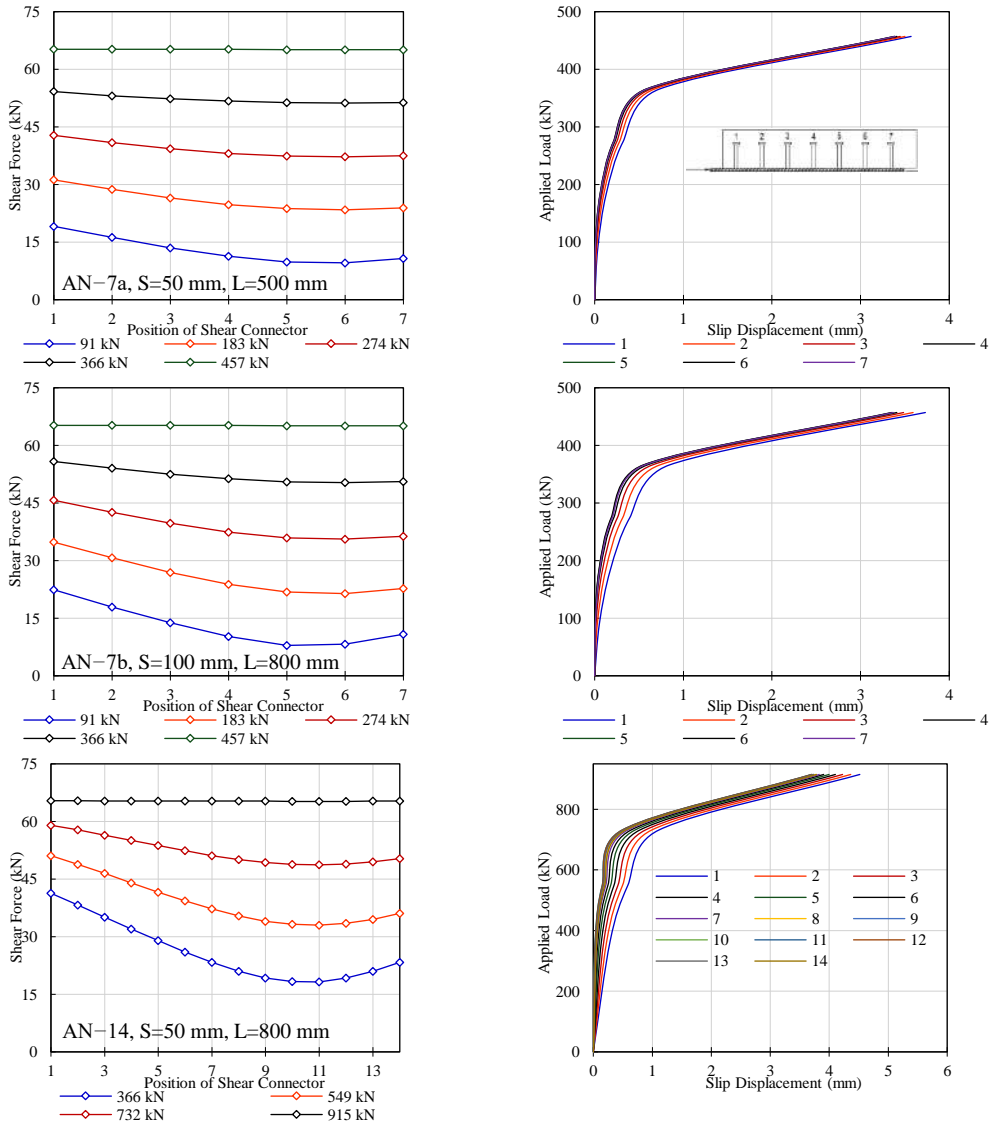 75
60
45
30
15
0
Shear Force (kN)
AN−7a, S=50 mm, L=500 mm
1 2 3 4 5 6 7
Position of Shear Connector
91 kN 183 kN 274 kN
366 kN 457 kN
500
400
300
200
100
0
Applied Load (kN)
1 2 3 4 5 6 7
0 1 2 3 4
Slip Displacement (mm)
1 2 3 4
5 6 7
75
60
45
30
15
0
Shear Force (kN)
AN−7b, S=100 mm, L=800 mm
1 2 3 4 5 6 7
Position of Shear Connector
91 kN 183 kN 274 kN
366 kN 457 kN
500
400
300
200
100
0
Applied Load (kN)
0 1 2 3 4
Slip Displacement (mm)
1 2 3 4
5 6 7
75
60
45
30
15
0
Shear Force (kN)
AN−14, S=50 mm, L=800 mm
1 3 5 7 9 11 13
Position of Shear Connector
366 kN 549 kN
732 kN 915 kN
800
600
400
200
0
Applied Load (kN)
1 2 3
4 5 6
7 8 9
10 11 12
13 14
0 1 2 3 4 5 6
Slip Displacement (mm)